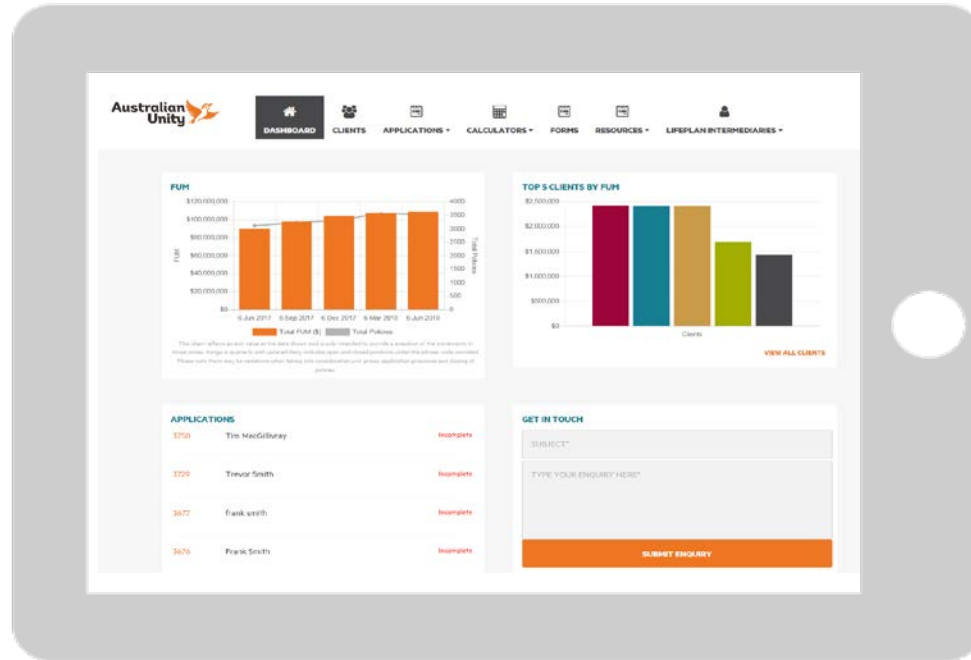 Australian
Unity
DASHBOARD
CLIENTS
APPLICATIONS
CALCULATORS
FORMS
RESOURCES
LIFEPLAN INTERMEDIARIES
FUM
$120,000,000
$100,000,000
$80,000,000
$60,000,000
$40,000,000
$20,000,000
$0
FUM
4000
3500
3000
2500
2000
1500
1000
500
0
Total Policies
6 Jun 2017
6 Sep 2017
6 Dec 2017
6 Mar 2018
6 Jun 2018
Total FUM ($)
Total Policies
TOP 5 CLIENTS BY FUM
$2,500,000
$2,000,000
$1,500,000
$1,000,000
$500,000
$0
Clients
VIEW ALL CLIENTS
APPLICATIONS
3750 Tim MacGillivray Incomplete
3729 Trevor Smith Incomplete
3677 frank smith Incomplete
3676 Frank Smith Incomplete
GET IN TOUCH
SUBJECT*
TYPE YOUR ENQUIRY HERE*
SUBMIT ENQUIRY